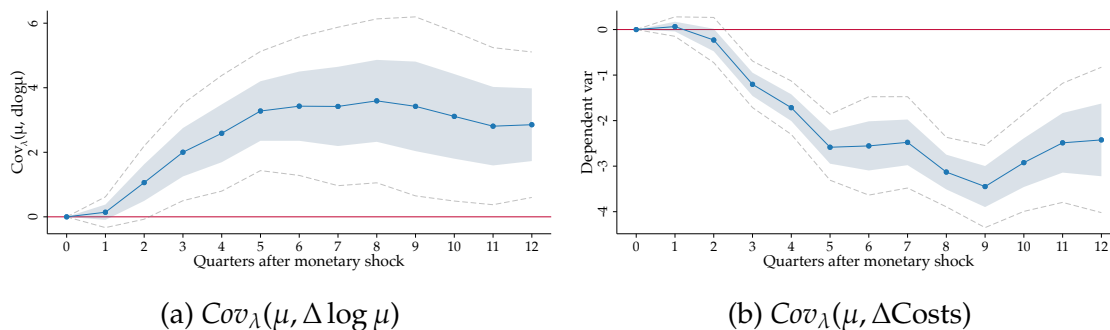 Cov_λ(μ, dlogμ)
6
4
2
0
0 1 2 3 4 5 6 7 8 9 10 11 12
Quarters after monetary shock
(a) Cov_λ(μ, Δ log μ)
Dependent var
0
-1
-2
-3
-4
0 1 2 3 4 5 6 7 8 9 10 11 12
Quarters after monetary shock
(b) Cov_λ(μ, ΔCosts)